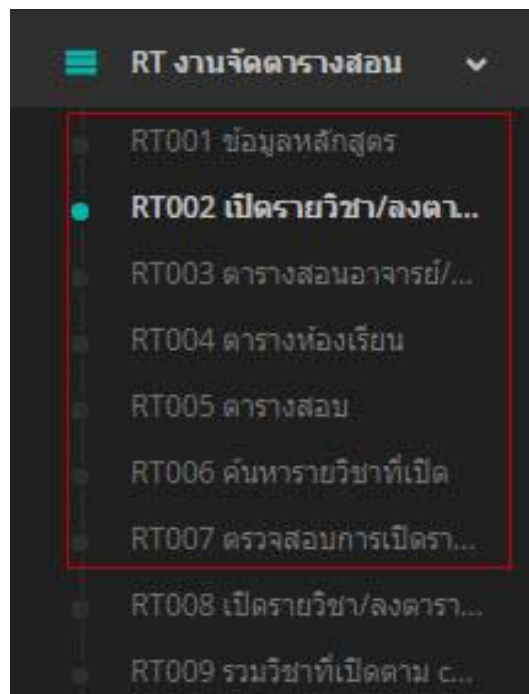 RT งานจัดตารางสอน
RT001 ข้อมูลหลักสูตร
RT002 เปิดรายวิชา/ลงตา...
RT003 ตารางสอนอาจารย์/...
RT004 ตารางห้องเรียน
RT005 ตารางสอบ
RT006 ค้นหารายวิชาที่เปิด
RT007 ตรวจสอบการเปิดรา...
RT008 เปิดรายวิชา/ลงตารา...
RT009 รวมวิชาที่เปิดตาม c...